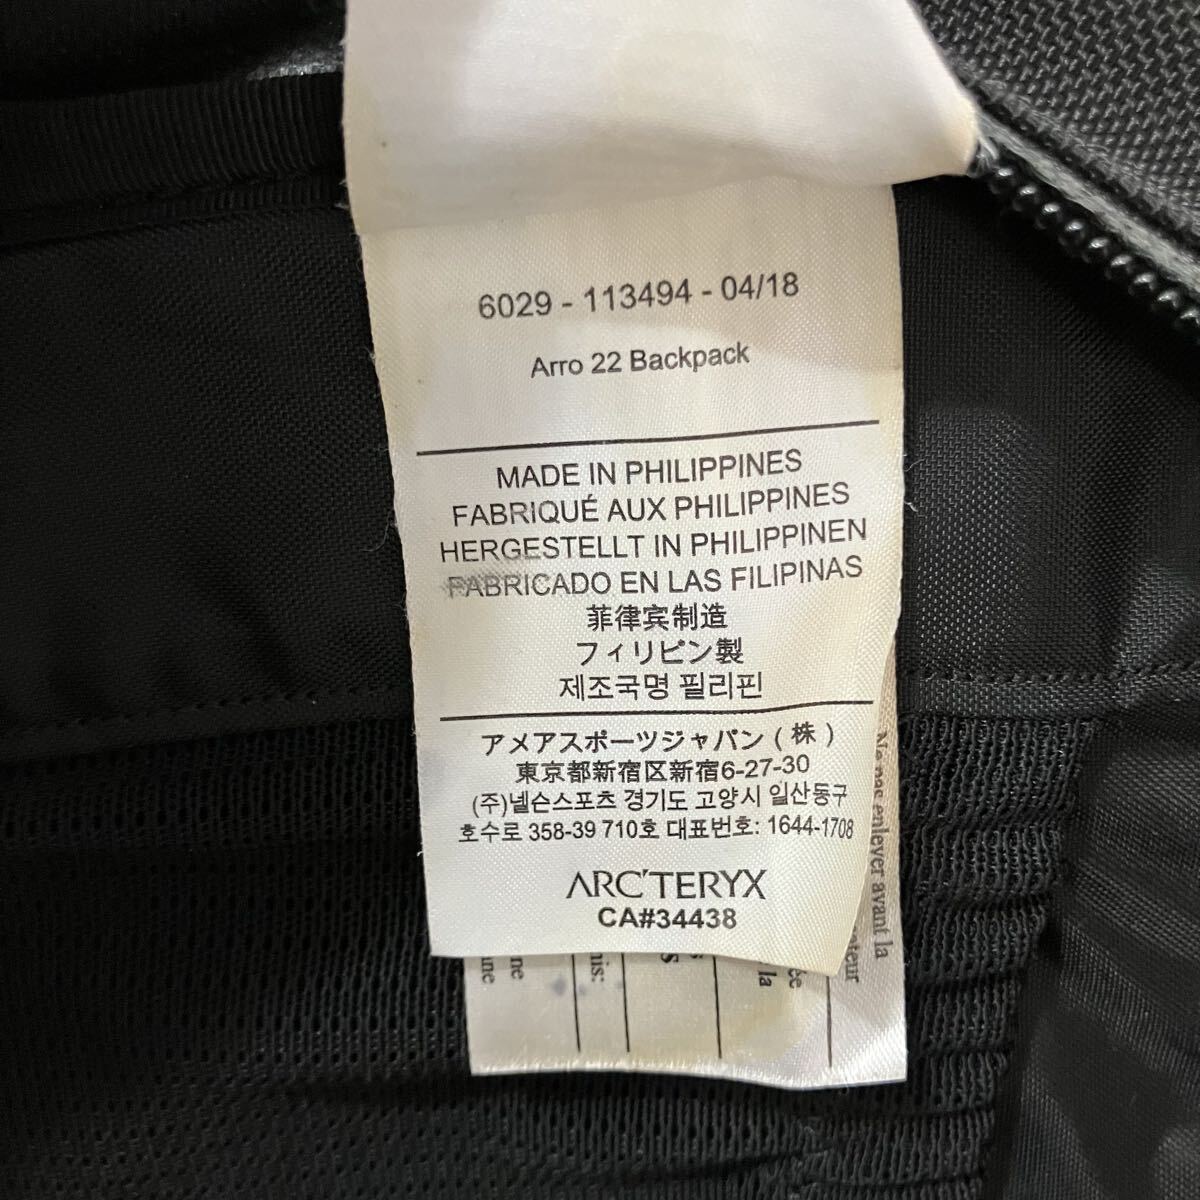 6029 - 113494 - 04/18
Arro 22 Backpack
MADE IN PHILIPPINES
FABRIQUÉ AUX PHILIPPINES
HERGESTELLT IN PHILIPPINEN
FABRICADO EN LAS FILIPINAS
菲律宾制造
フィリピン製
제조국명 필리핀
アメアスポーツジャパン(株)
東京都新宿区新宿6-27-30
(주)넬슨스포츠 경기도 고양시 일산동구
호수로 358-39 710호 대표번호: 1644-1708
ARC'TERYX
CA#34438
Ne pas enlever avant la
la